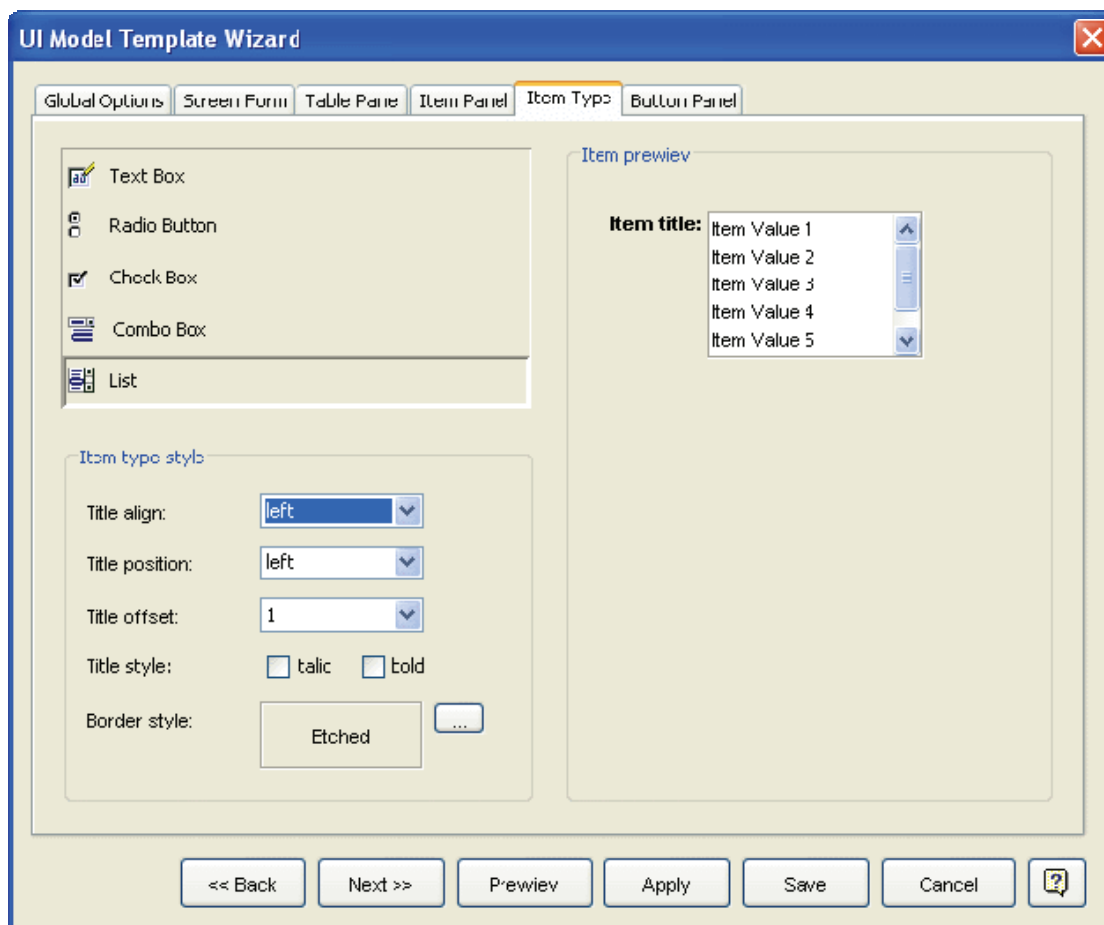 UI Model Template Wizard
Global Options Screen Form Table Pane Item Panel Item Type Button Panel
Text Box
Radio Button
Check Box
Combo Box
List
Item type style
Title align: left
Title position: left
Title offset: 1
Title style: talic bold
Border style: Etched ...
Item prewiev
Item title: Item Value 1
Item Value 2
Item Value 3
Item Value 4
Item Value 5
<< Back Next >> Prewiev Apply Save Cancel ?